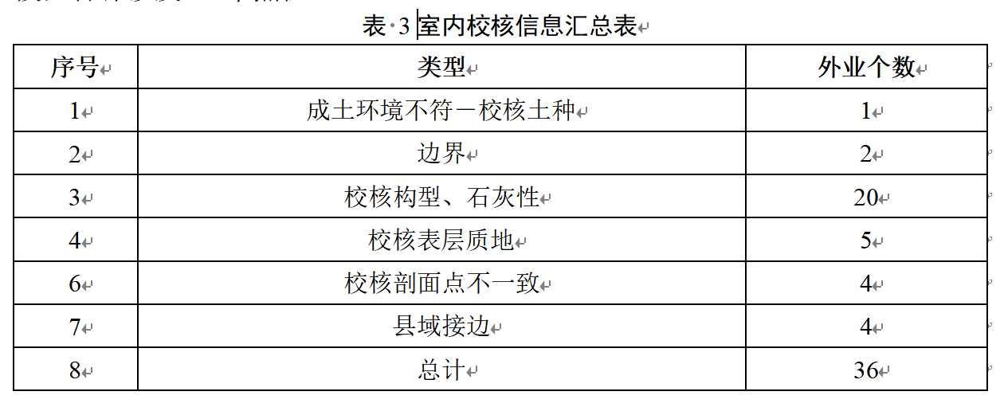 表 3 室内校核信息汇总表
序号 类型 外业个数
1 成土环境不符－校核土种 1
2 边界 2
3 校核构型、石灰性 20
4 校核表层质地 5
6 校核剖面点不一致 4
7 县域接边 4
8 总计 36